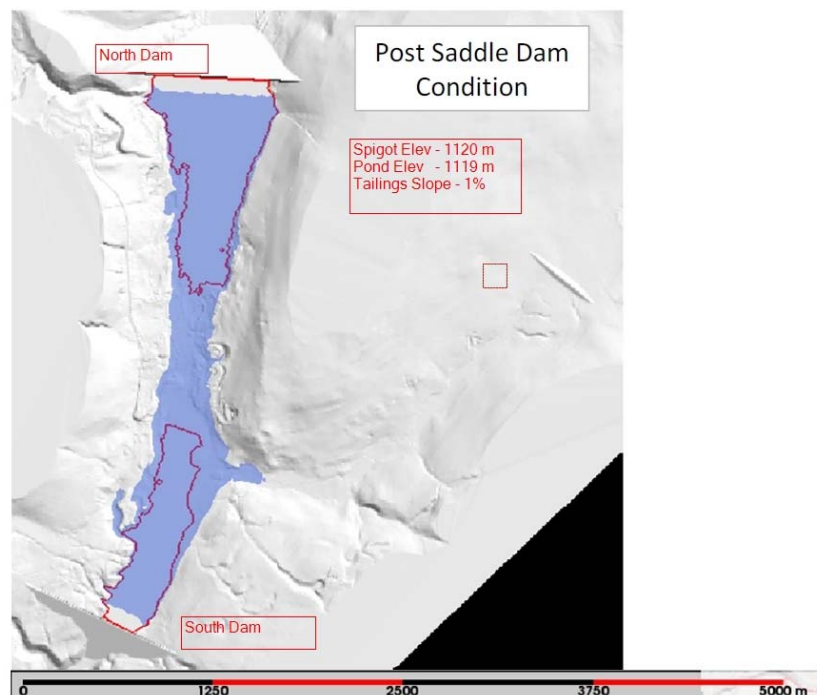 North Dam
Post Saddle Dam
Condition
Spigot Elev - 1120 m
Pond Elev - 1119 m
Tailings Slope - 1%
South Dam
0 1250 2500 3750 5000 m